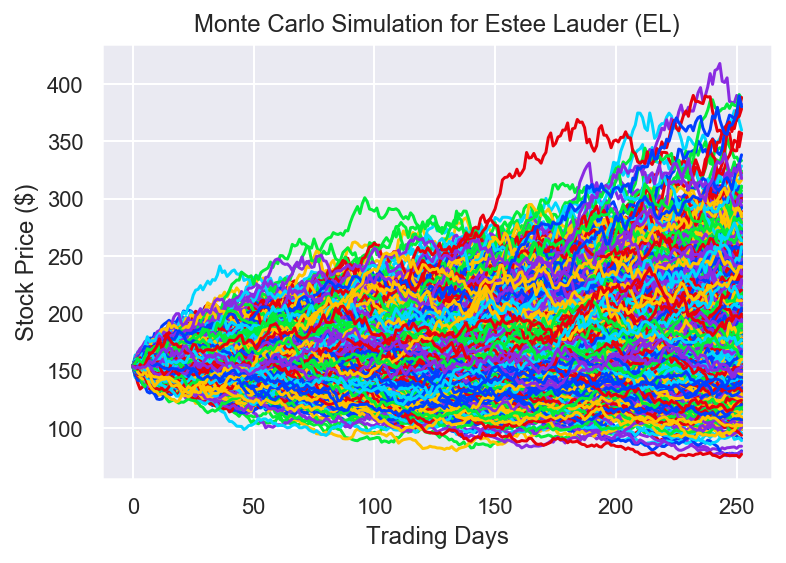 Monte Carlo Simulation for Estee Lauder (EL)
400
350
300
250
200
150
100
Stock Price ($)
0 50 100 150 200 250
Trading Days